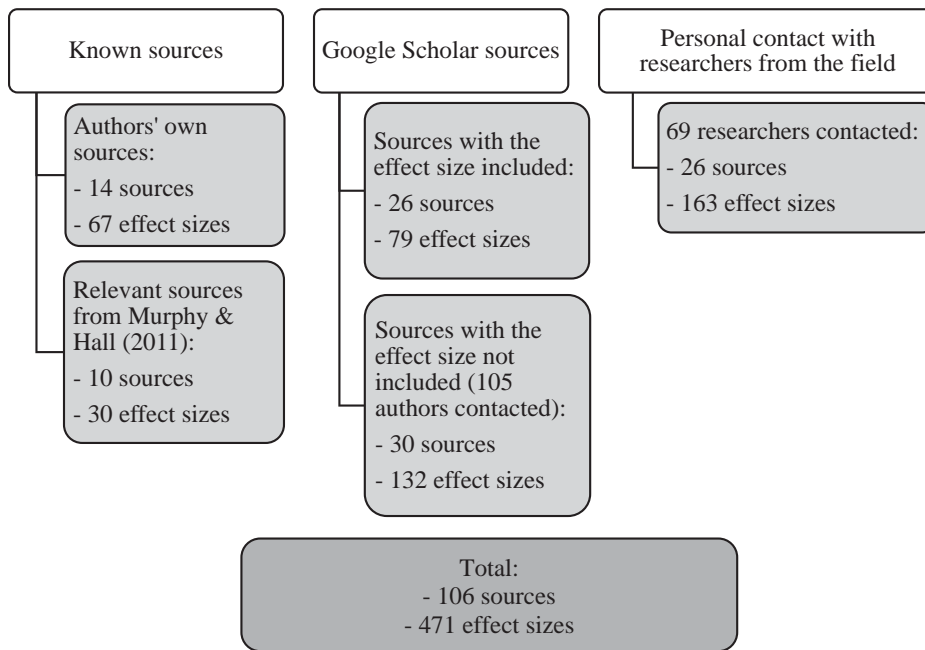 Known sources
Authors' own
sources:
- 14 sources
- 67 effect sizes
Relevant sources
from Murphy &
Hall (2011):
- 10 sources
- 30 effect sizes
Google Scholar sources
Sources with the
effect size included:
- 26 sources
- 79 effect sizes
Sources with the
effect size not
included (105
authors contacted):
- 30 sources
- 132 effect sizes
Personal contact with
researchers from the field
69 researchers contacted:
- 26 sources
- 163 effect sizes
Total:
- 106 sources
- 471 effect sizes